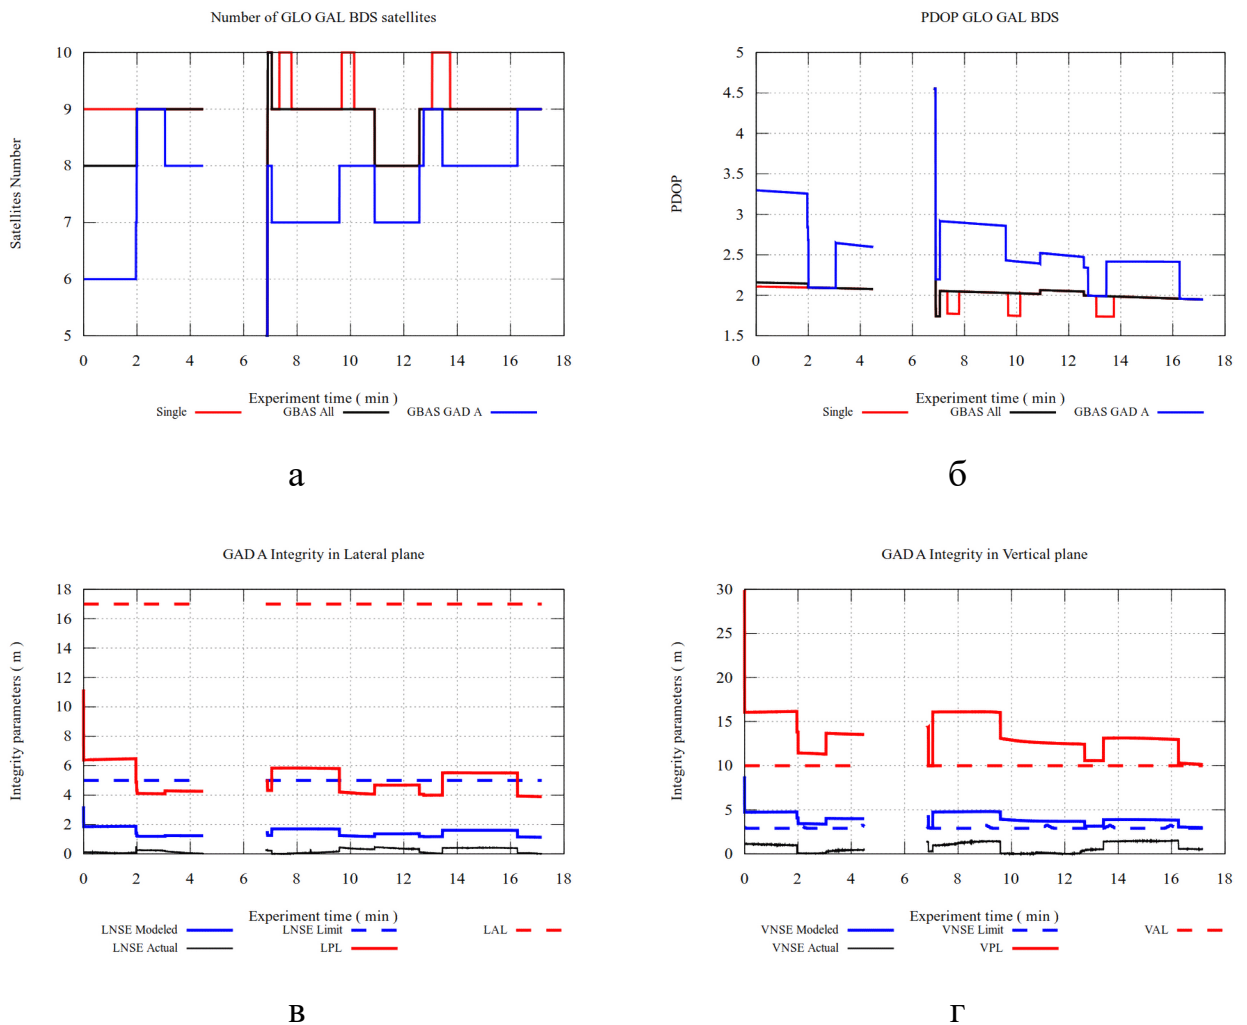 Number of GLO GAL BDS satellites
10
9
8
7
6
5
Satellites Number
0 2 4 6 8 10 12 14 16 18
Experiment time ( min )
Single GBAS All GBAS GAD A
а
PDOP GLO GAL BDS
5
4.5
4
3.5
3
2.5
2
1.5
PDOP
0 2 4 6 8 10 12 14 16 18
Experiment time ( min )
Single GBAS All GBAS GAD A
б
GAD A Integrity in Lateral plane
18
16
14
12
10
8
6
4
2
0
Integrity parameters ( m )
0 2 4 6 8 10 12 14 16 18
Experiment time ( min )
LNSE Modeled LNSE Limit LAL
LNSE Actual LPL
в
GAD A Integrity in Vertical plane
30
25
20
15
10
5
0
Integrity parameters ( m )
0 2 4 6 8 10 12 14 16 18
Experiment time ( min )
VNSE Modeled VNSE Limit VAL
VNSE Actual VPL
г